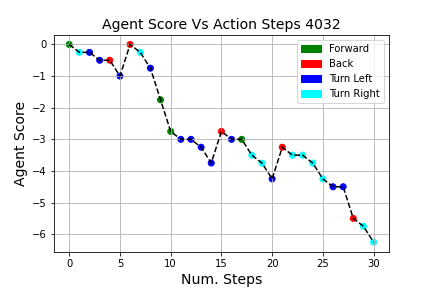 Agent Score Vs Action Steps 4032
Agent Score
0
−1
−2
−3
−4
−5
−6
Forward
Back
Turn Left
Turn Right
0 5 10 15 20 25 30
Num. Steps